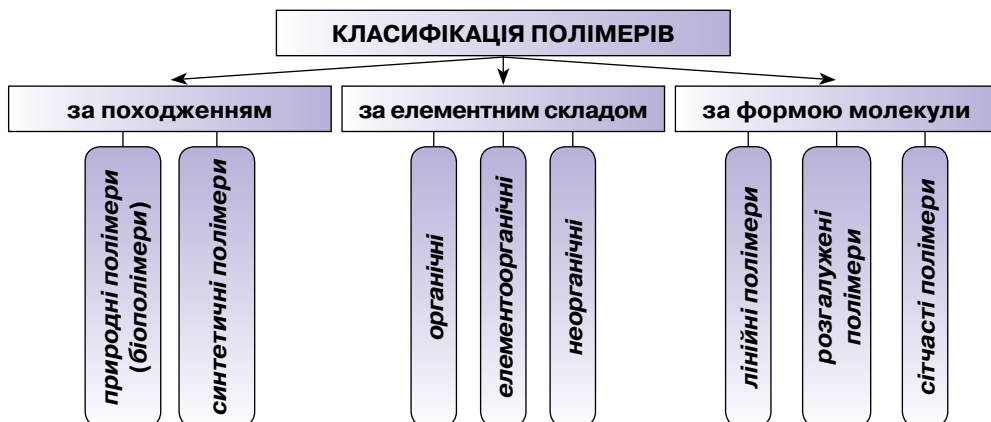 КЛАСИФІКАЦІЯ ПОЛІМЕРІВ
за походженням
за елементним складом
за формою молекули
природні полімери
(біополімери)
синтетичні полімери
органічні
елементоорганічні
неорганічні
лінійні полімери
розгалужені
полімери
сітчасті полімери